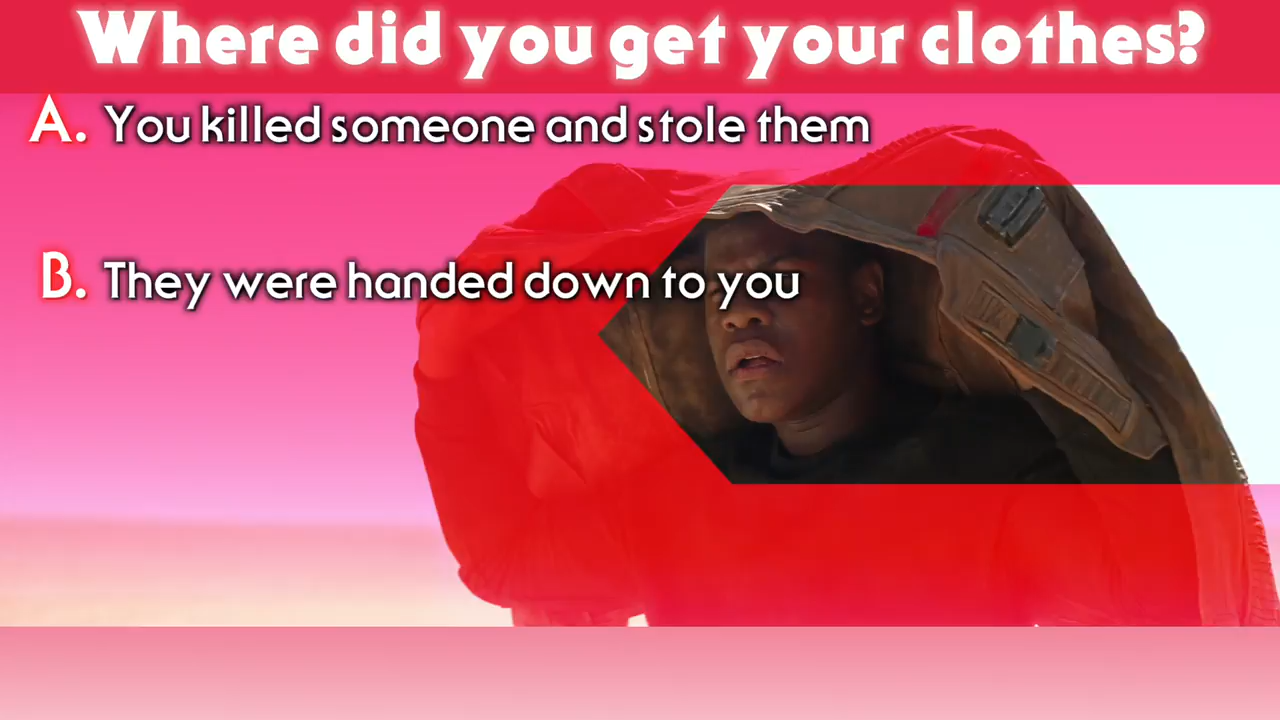 Where did you get your clothes?
A. You killed someone and stole them
B. They were handed down to you